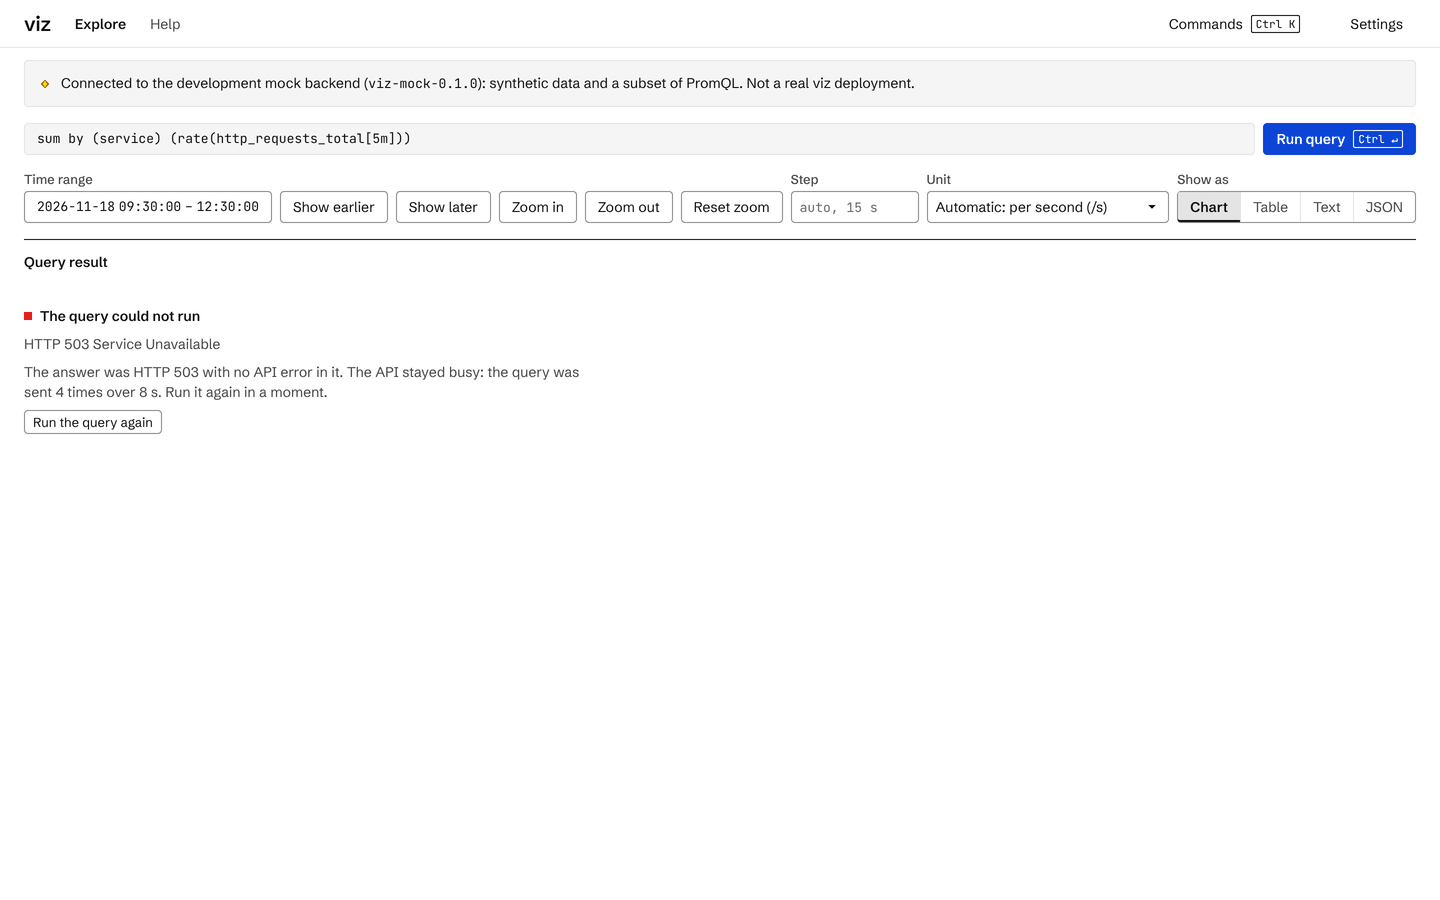 viz Explore Help Commands Ctrl K Settings
Connected to the development mock backend (viz-mock-0.1.0): synthetic data and a subset of PromQL. Not a real viz deployment.
sum by (service) (rate(http_requests_total[5m])) Run query Ctrl ↵
Time range Step Unit Show as
2026-11-18 09:30:00 – 12:30:00 Show earlier Show later Zoom in Zoom out Reset zoom auto, 15 s Automatic: per second (/s) Chart Table Text JSON
Query result
The query could not run
HTTP 503 Service Unavailable
The answer was HTTP 503 with no API error in it. The API stayed busy: the query was
sent 4 times over 8 s. Run it again in a moment.
Run the query again